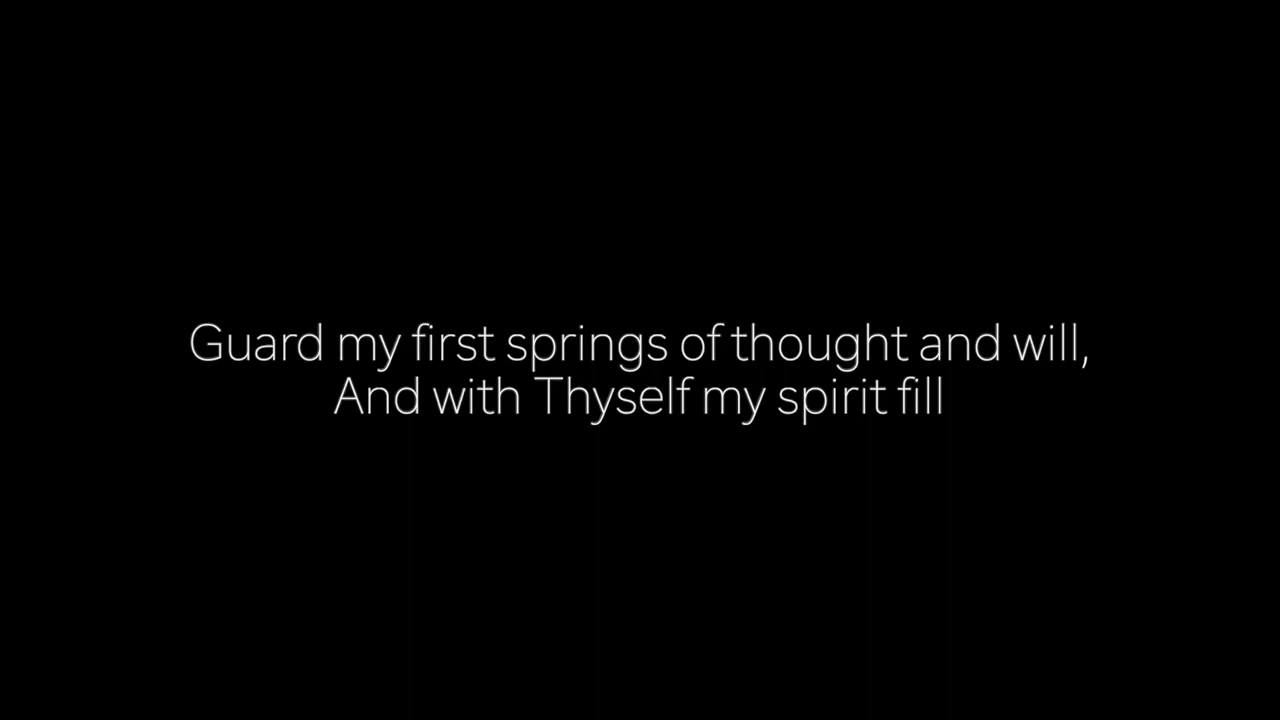 Guard my first springs of thought and will,
And with Thyself my spirit fill